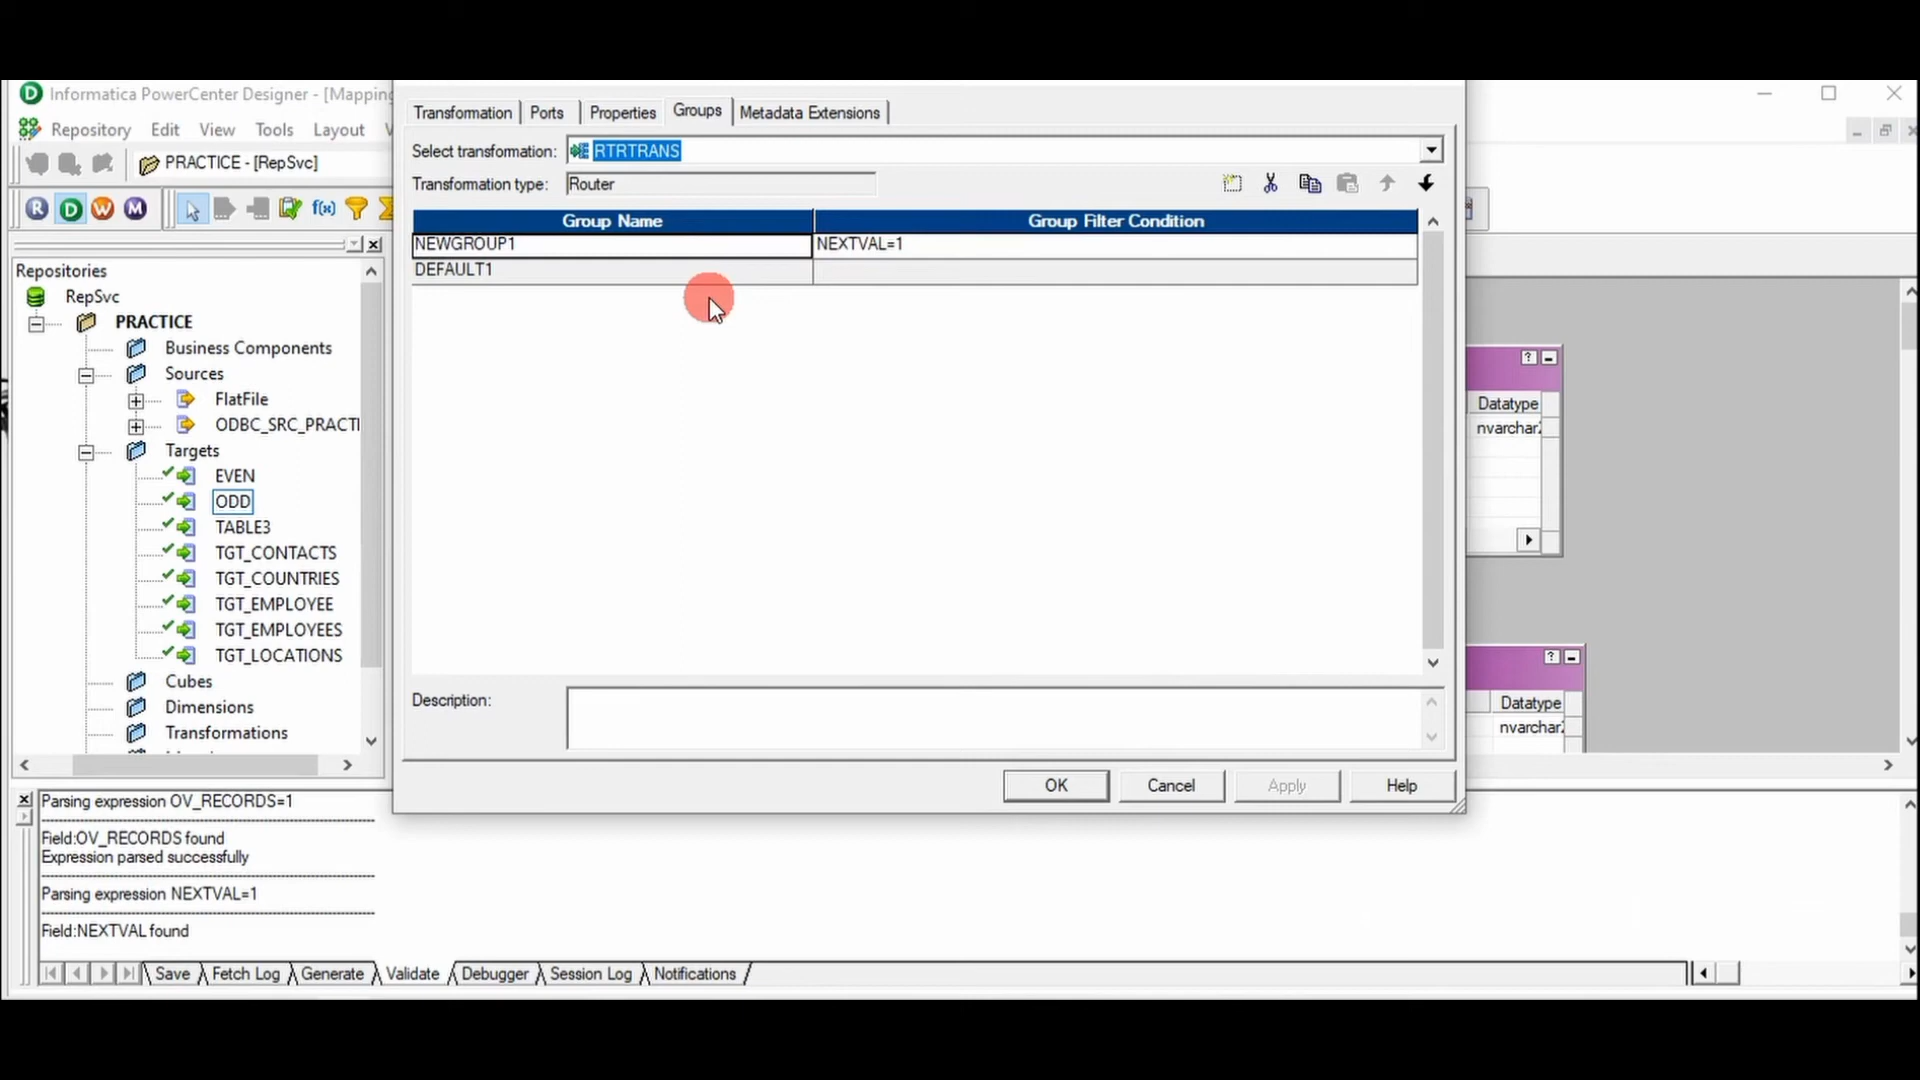 Informatica PowerCenter Designer - [Mapping
Repository Edit View Tools Layout
PRACTICE - [RepSvc]
R D W M f(x)
Repositories
RepSvc
PRACTICE
Business Components
Sources
FlatFile
ODBC_SRC_PRACTI
Targets
EVEN
ODD
TABLE3
TGT_CONTACTS
TGT_COUNTRIES
TGT_EMPLOYEE
TGT_EMPLOYEES
TGT_LOCATIONS
Cubes
Dimensions
Transformations
Transformation Ports Properties Groups Metadata Extensions
Select transformation: RTRTRANS
Transformation type: Router
Group Name Group Filter Condition
NEWGROUP1 NEXTVAL=1
DEFAULT1
Description:
OK Cancel Apply Help
Datatype
nvarchar2
Datatype
nvarchar2
Parsing expression OV_RECORDS=1
Field:OV_RECORDS found
Expression parsed successfully
Parsing expression NEXTVAL=1
Field:NEXTVAL found
Save Fetch Log Generate Validate Debugger Session Log Notifications